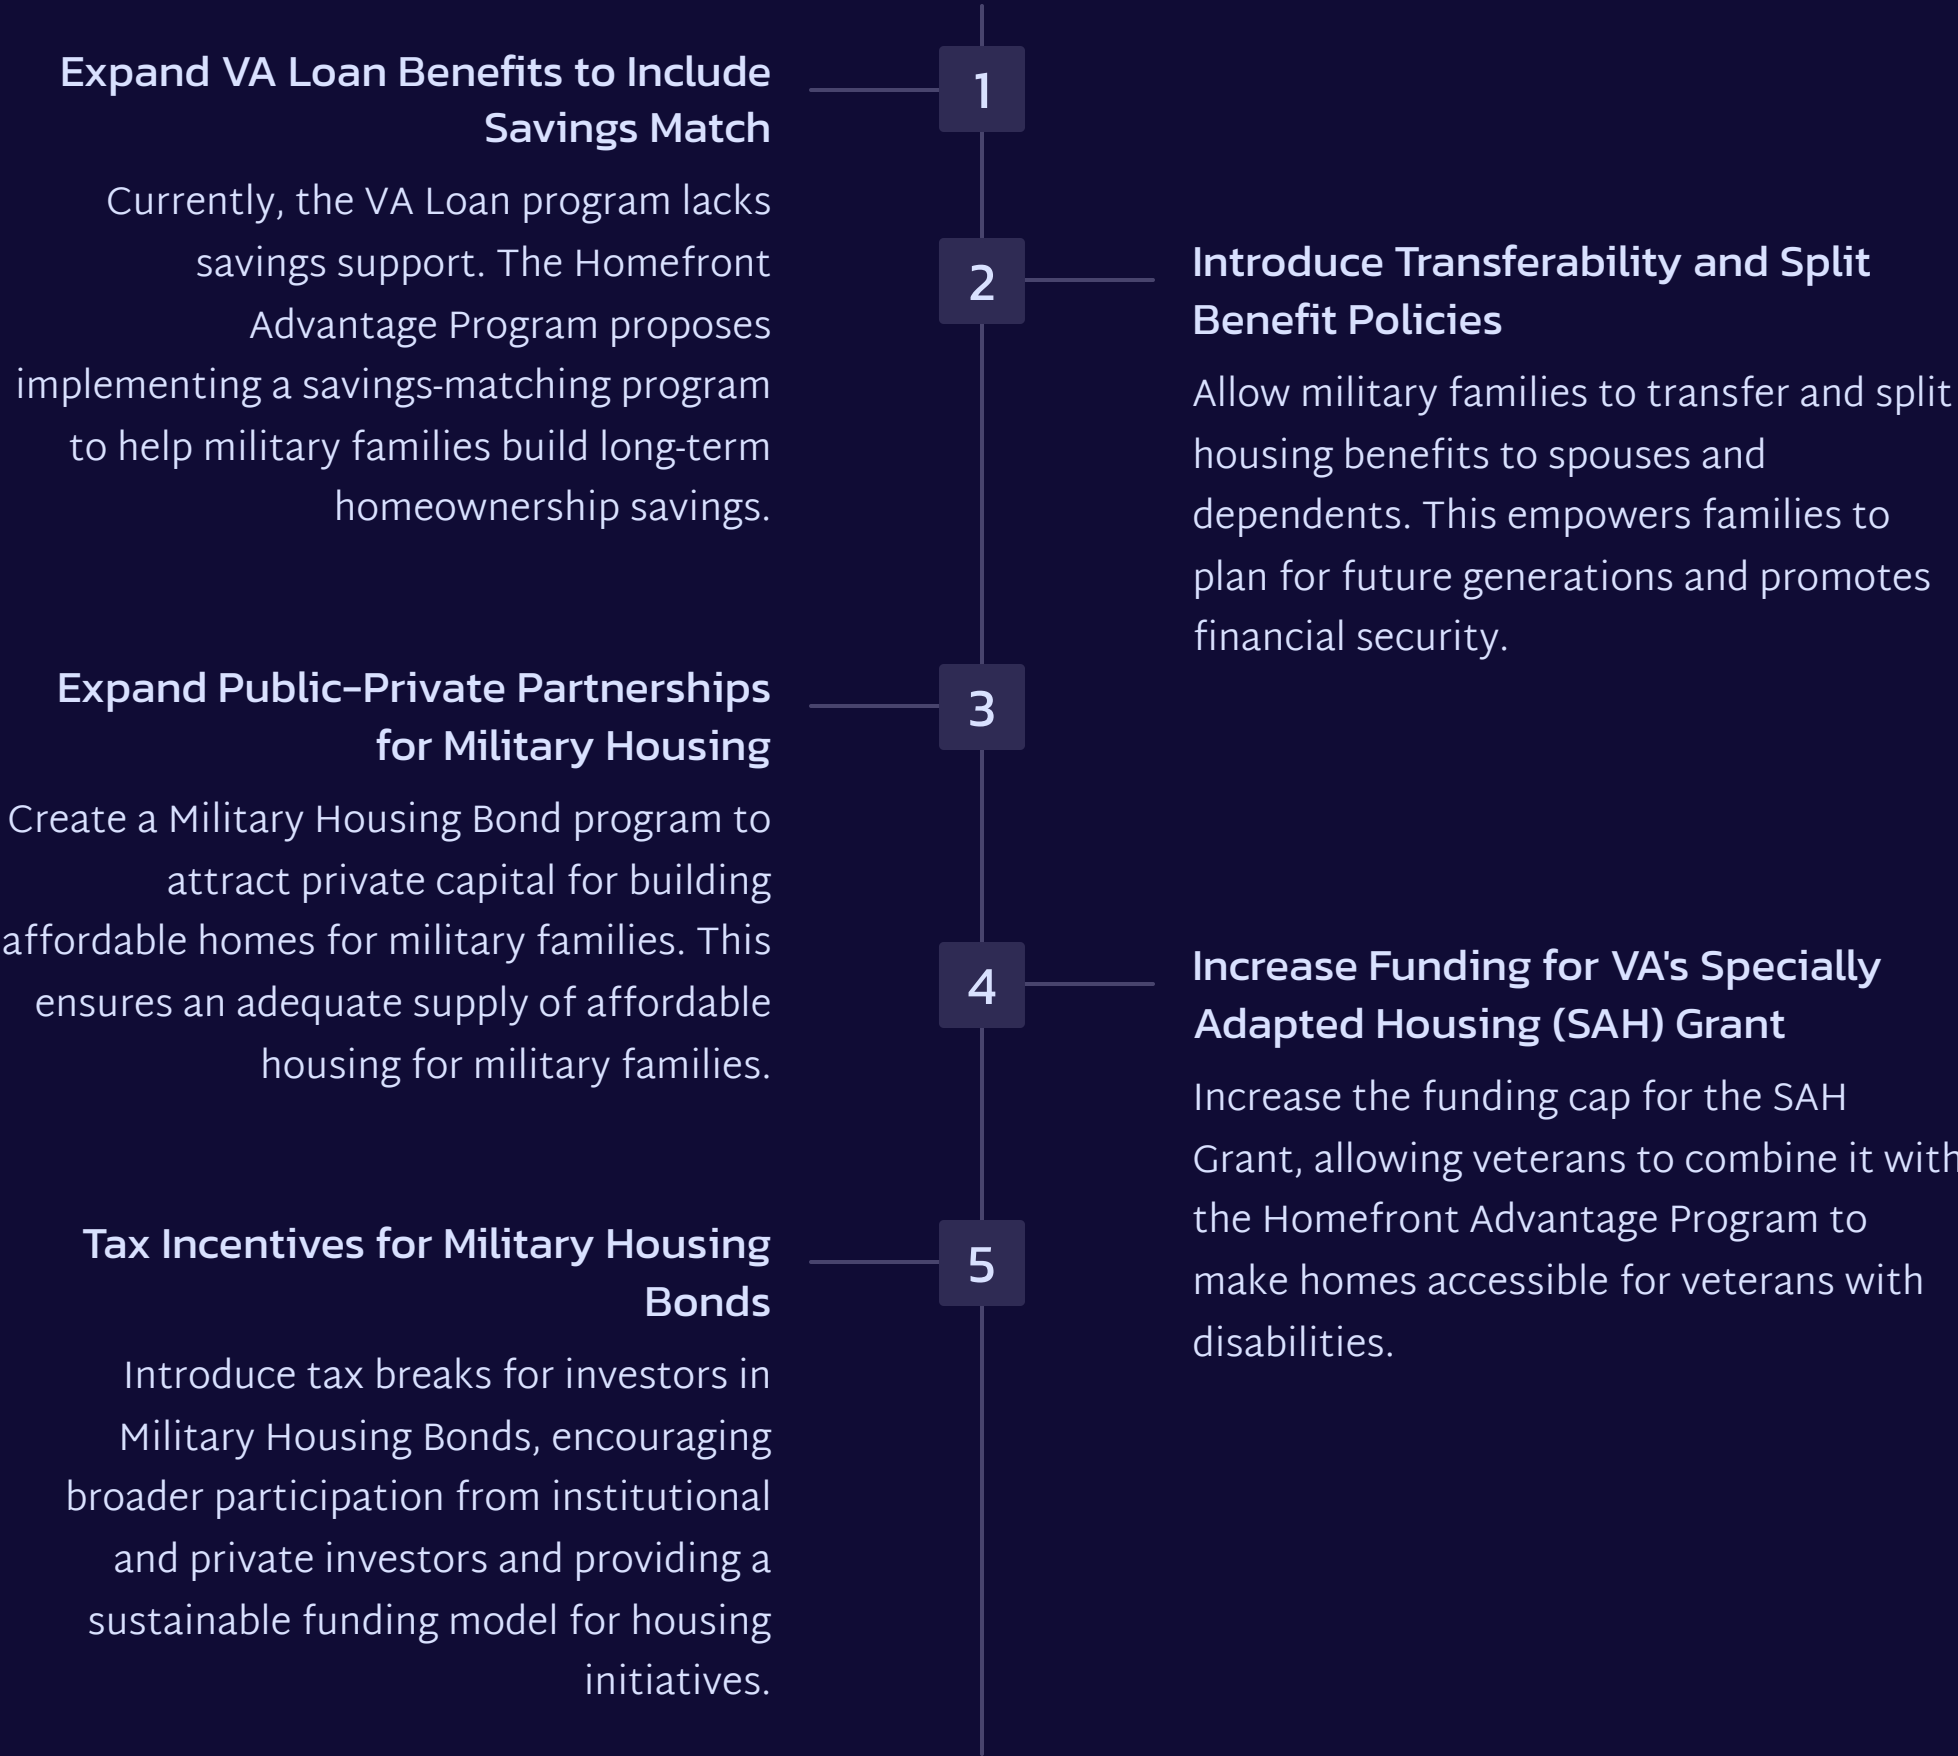 1
Expand VA Loan Benefits to Include
Savings Match
Currently, the VA Loan program lacks
savings support. The Homefront
Advantage Program proposes
implementing a savings-matching program
to help military families build long-term
homeownership savings.
2
Introduce Transferability and Split
Benefit Policies
Allow military families to transfer and split
housing benefits to spouses and
dependents. This empowers families to
plan for future generations and promotes
financial security.
3
Expand Public-Private Partnerships
for Military Housing
Create a Military Housing Bond program to
attract private capital for building
affordable homes for military families. This
ensures an adequate supply of affordable
housing for military families.
4
Increase Funding for VA's Specially
Adapted Housing (SAH) Grant
Increase the funding cap for the SAH
Grant, allowing veterans to combine it with
the Homefront Advantage Program to
make homes accessible for veterans with
disabilities.
5
Tax Incentives for Military Housing
Bonds
Introduce tax breaks for investors in
Military Housing Bonds, encouraging
broader participation from institutional
and private investors and providing a
sustainable funding model for housing
initiatives.